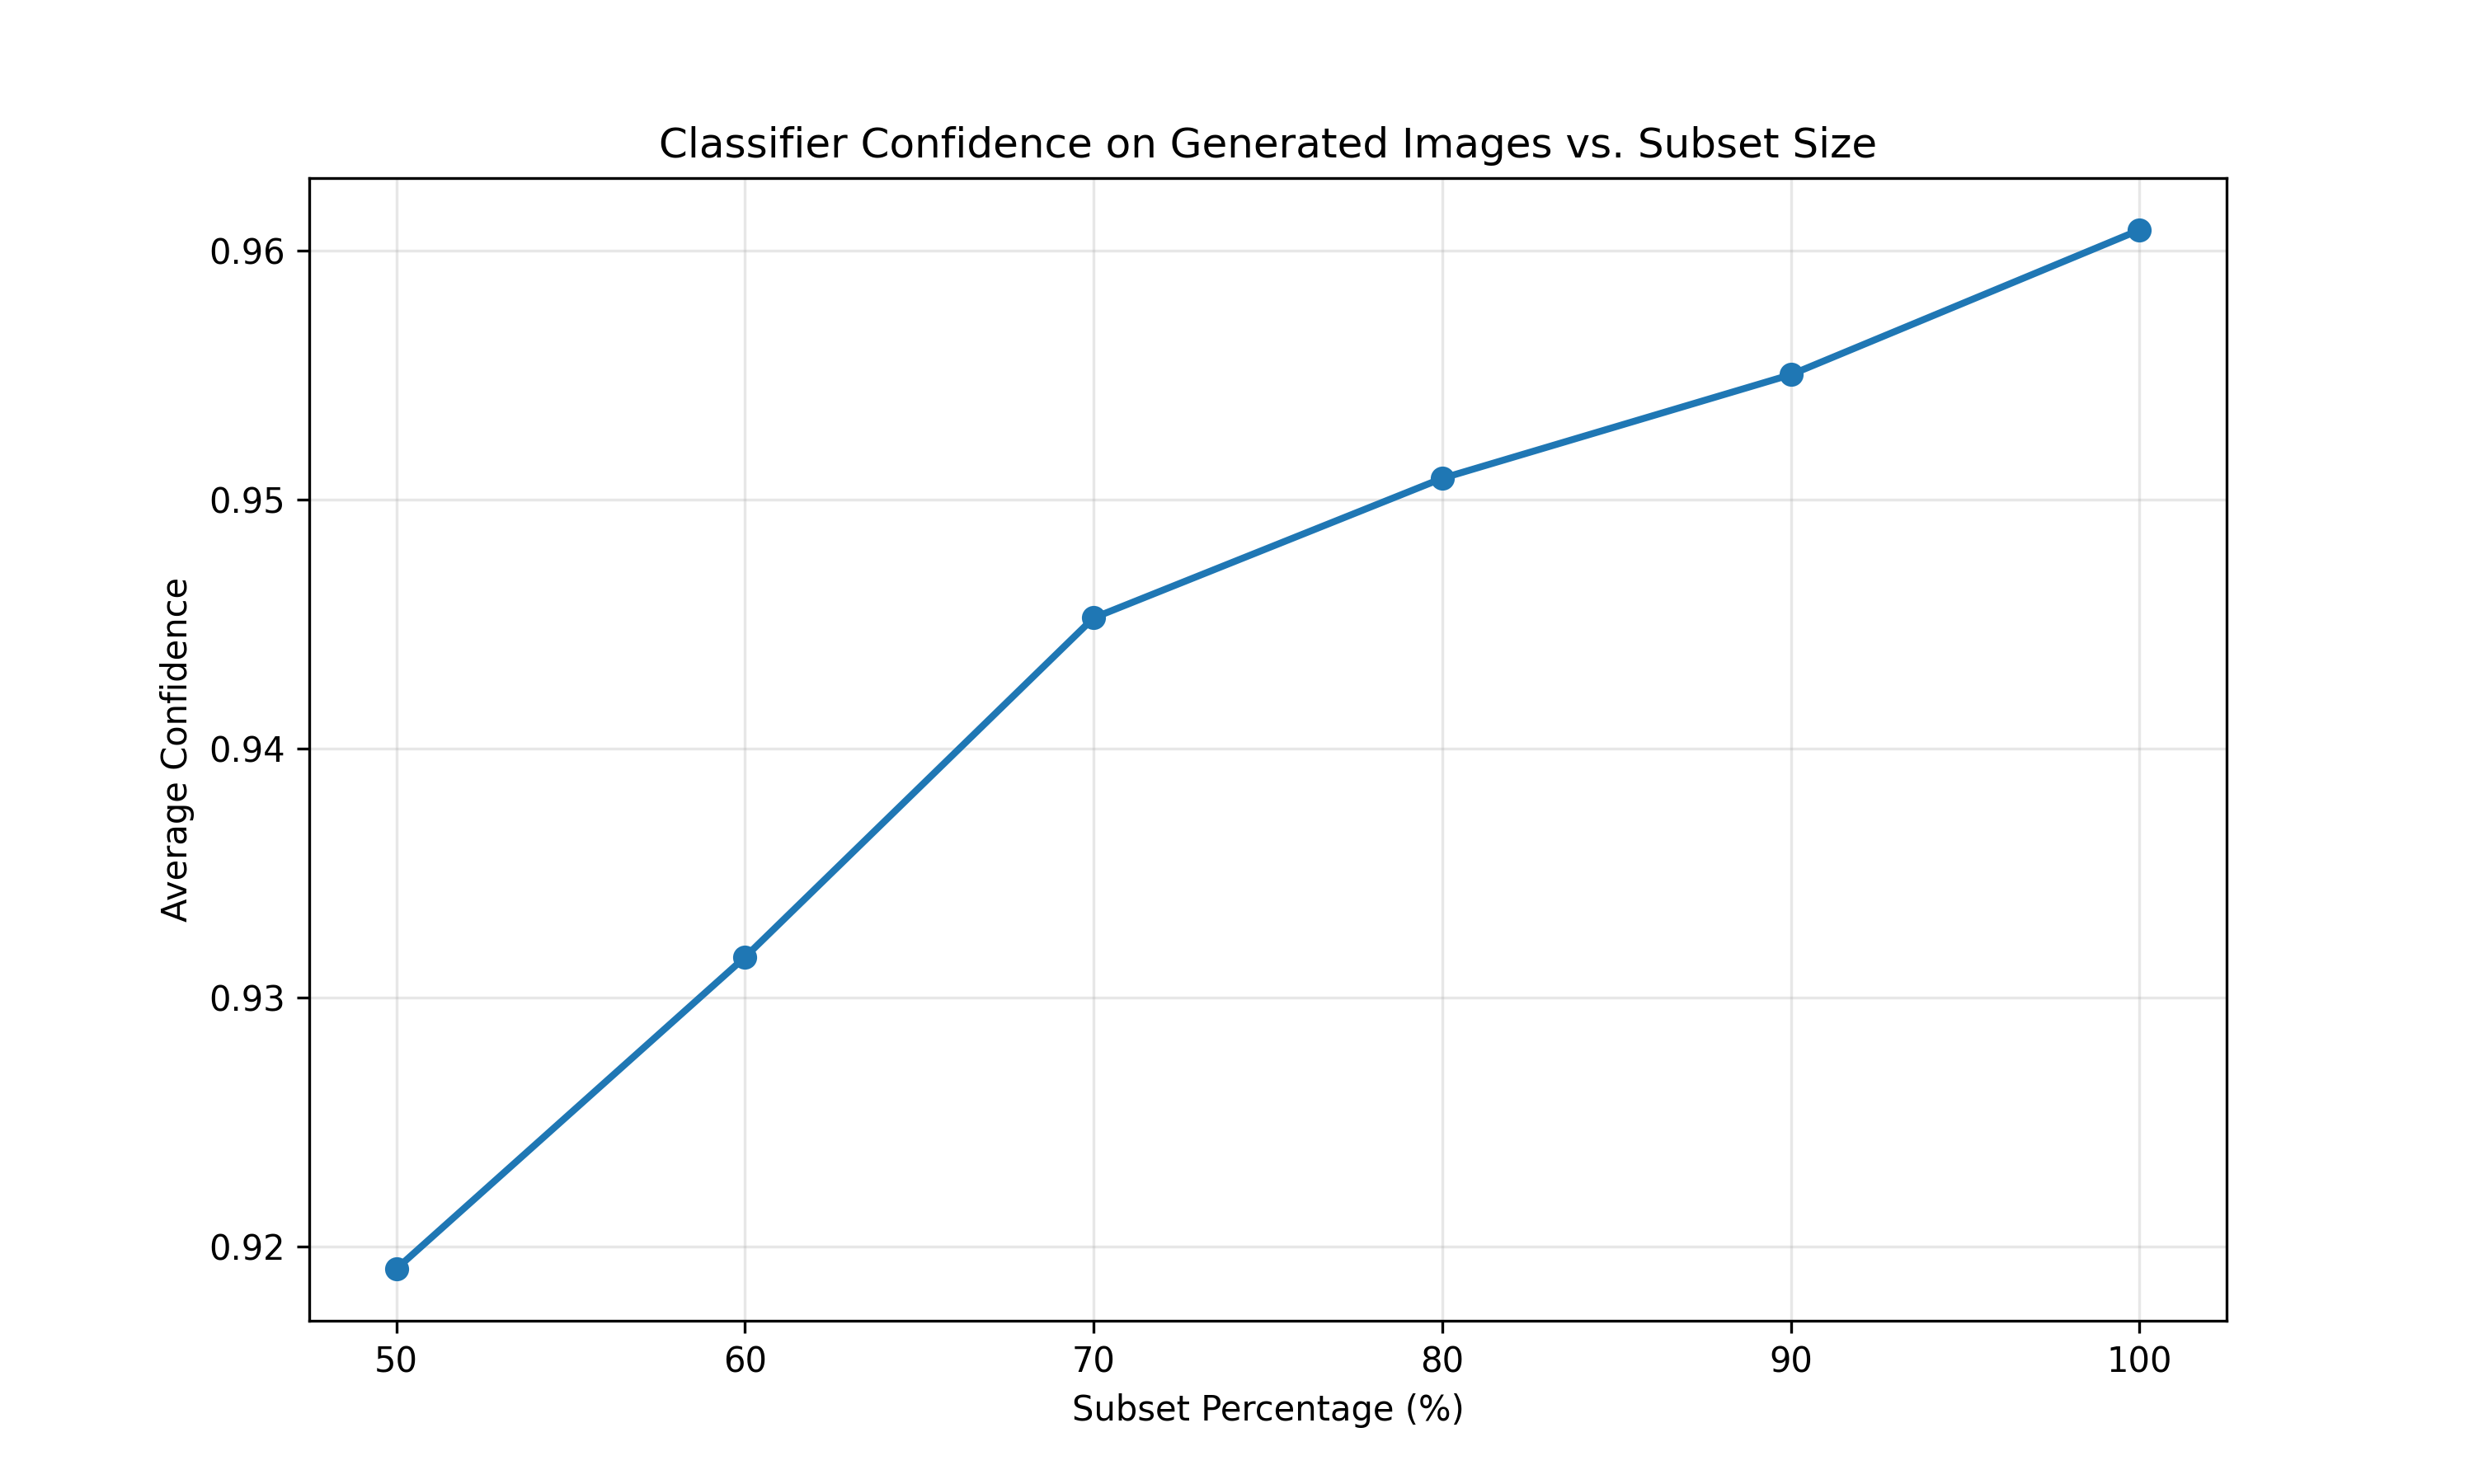 Classifier Confidence on Generated Images vs. Subset Size
0.96
0.95
0.94
0.93
0.92
Average Confidence
50 60 70 80 90 100
Subset Percentage (%)